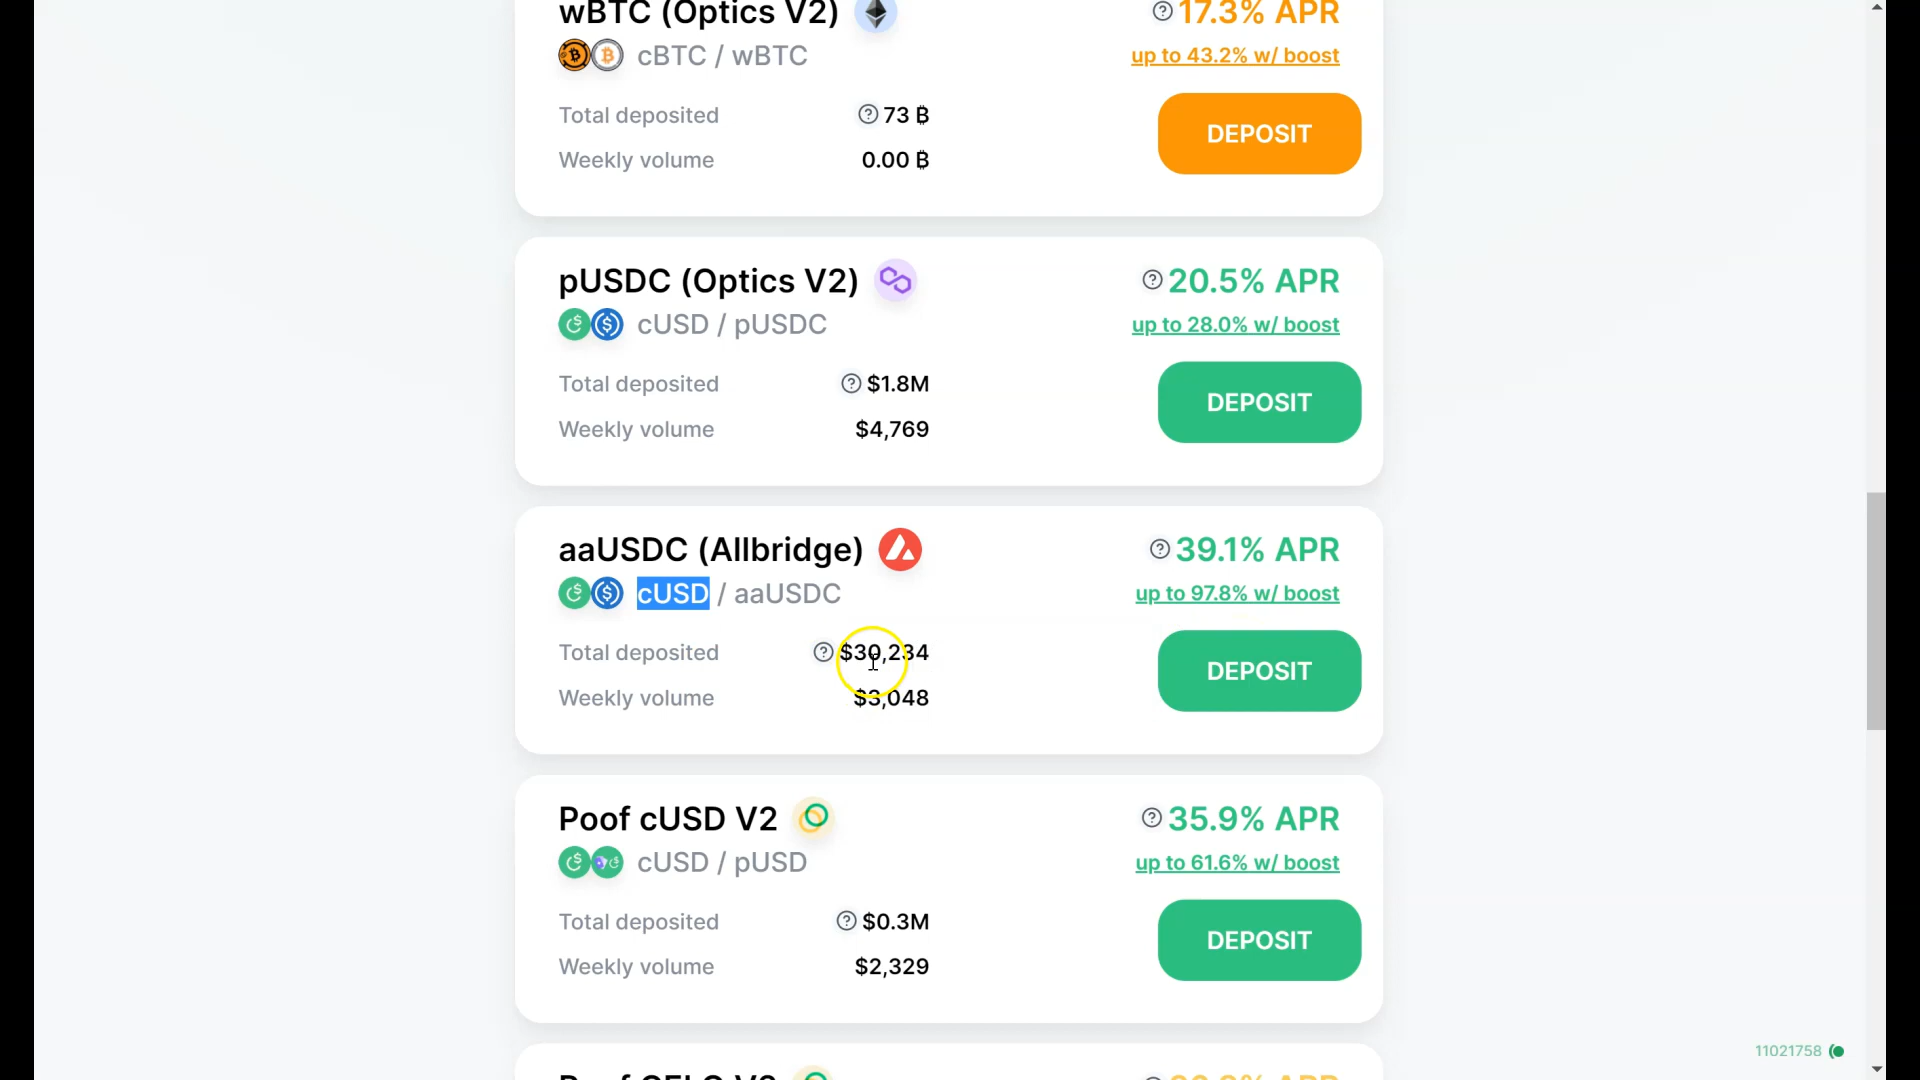 wBTC (Optics V2)
17.3% APR
cBTC / wBTC
up to 43.2% w/ boost
Total deposited
73 ₿
DEPOSIT
Weekly volume
0.00 ₿
pUSDC (Optics V2)
20.5% APR
cUSD / pUSDC
up to 28.0% w/ boost
Total deposited
$1.8M
DEPOSIT
Weekly volume
$4,769
aaUSDC (Allbridge)
39.1% APR
cUSD / aaUSDC
up to 97.8% w/ boost
Total deposited
$30,234
DEPOSIT
Weekly volume
$3,048
Poof cUSD V2
35.9% APR
cUSD / pUSD
up to 61.6% w/ boost
Total deposited
$0.3M
DEPOSIT
Weekly volume
$2,329
11021758
Poof CELO V2
APR